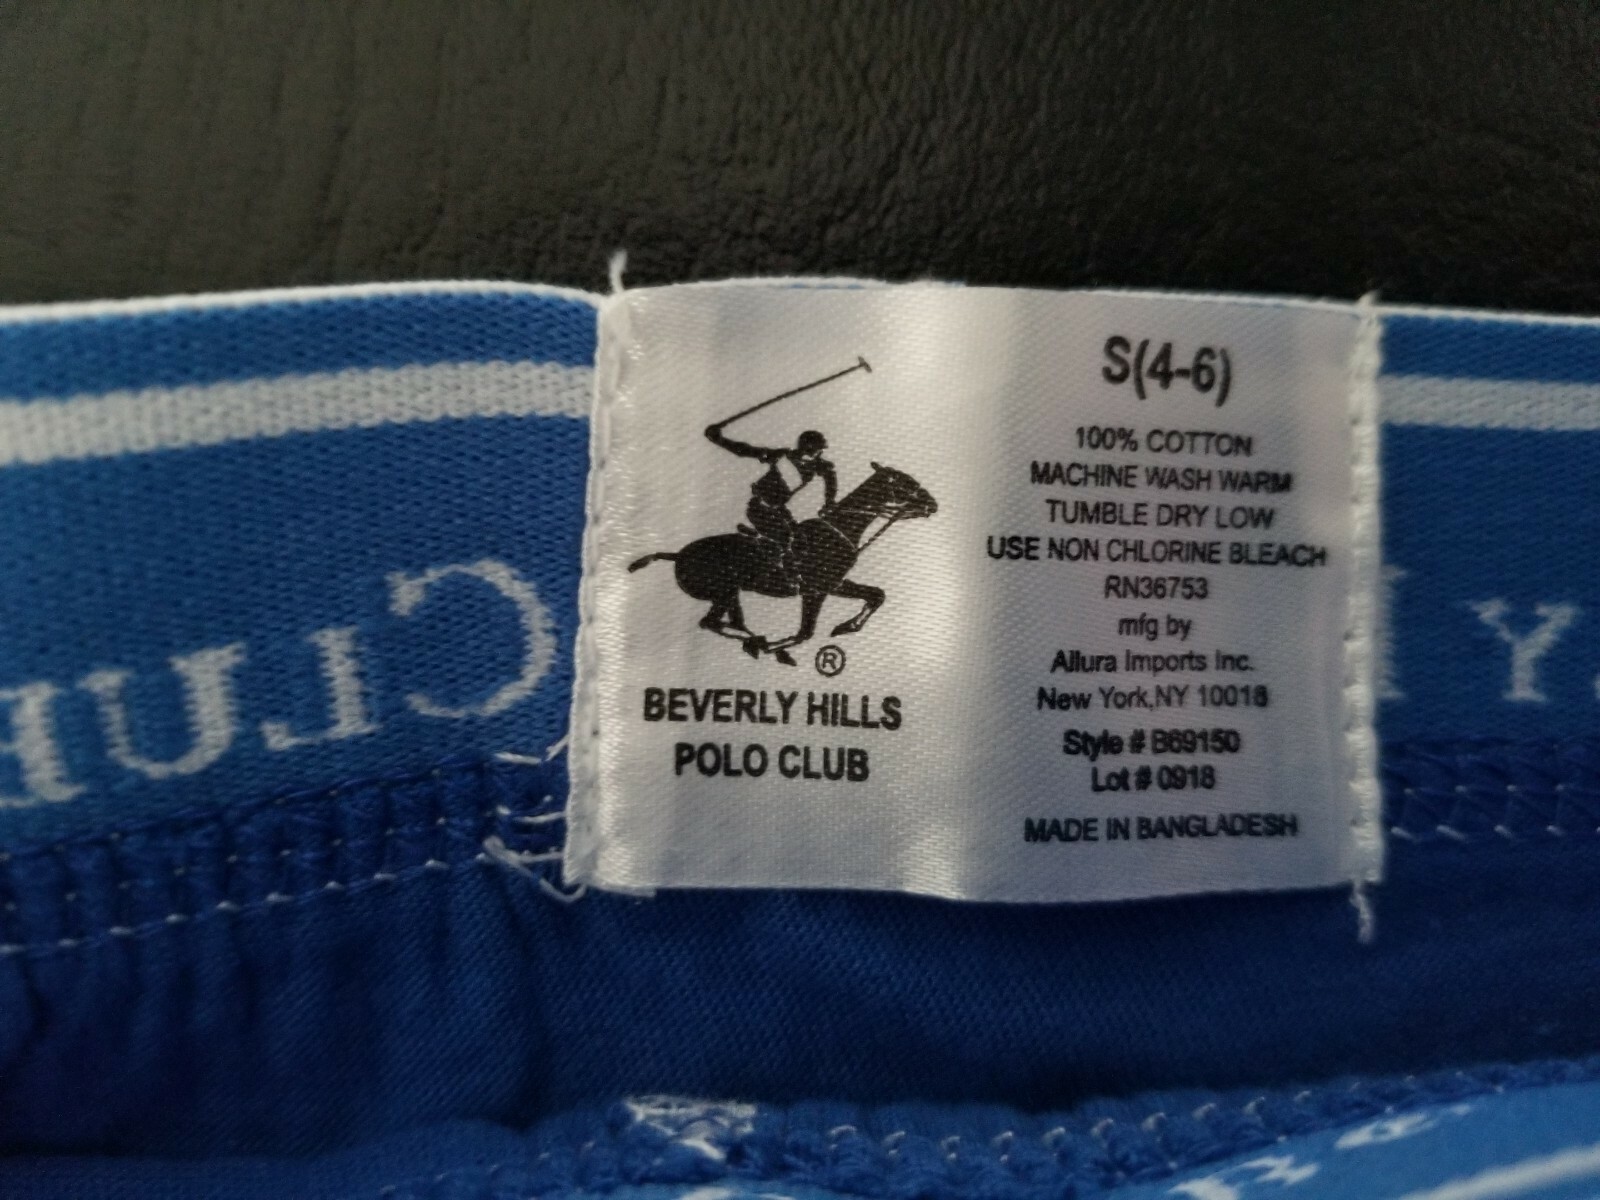 ®
BEVERLY HILLS
POLO CLUB
S(4-6)
100% COTTON
MACHINE WASH WARM
TUMBLE DRY LOW
USE NON CHLORINE BLEACH
RN36753
mfg by
Allura Imports Inc.
New York,NY 10018
Style # B69150
Lot # 0918
MADE IN BANGLADESH
CLUB